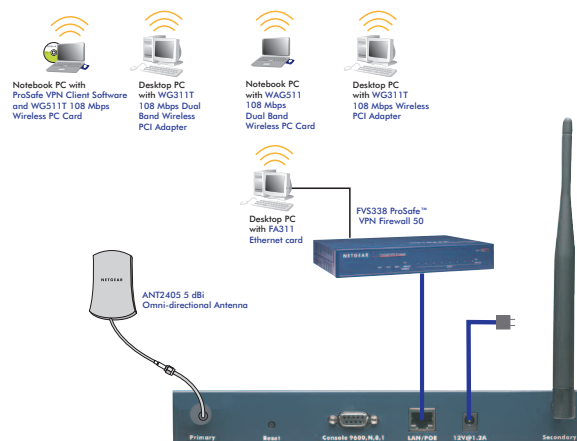 Notebook PC with
ProSafe VPN Client Software
and WG511T 108 Mbps
Wireless PC Card
Desktop PC
with WG311T
108 Mbps Dual
Band Wireless
PCI Adapter
Notebook PC
with WAG511
108 Mbps
Dual Band
Wireless PC Card
Desktop PC
with WG311T
108 Mbps Wireless
PCI Adapter
Desktop PC
with FA311
Ethernet card
FVS338 ProSafe™
VPN Firewall 50
NETGEAR
NETGEAR
ANT2405 5 dBi
Omni-directional Antenna
Primary
Reset
Console 9600,N,8,1
LAN/POE
12V@1.2A
Secondary